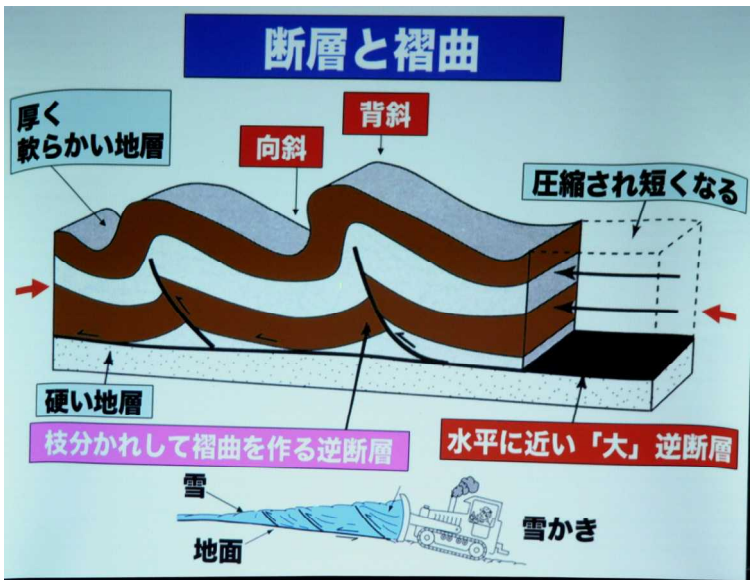 断層と褶曲
厚く
軟らかい地層
背斜
向斜
圧縮され短くなる
硬い地層
枝分かれして褶曲を作る逆断層
水平に近い「大」逆断層
雪
地面
雪かき